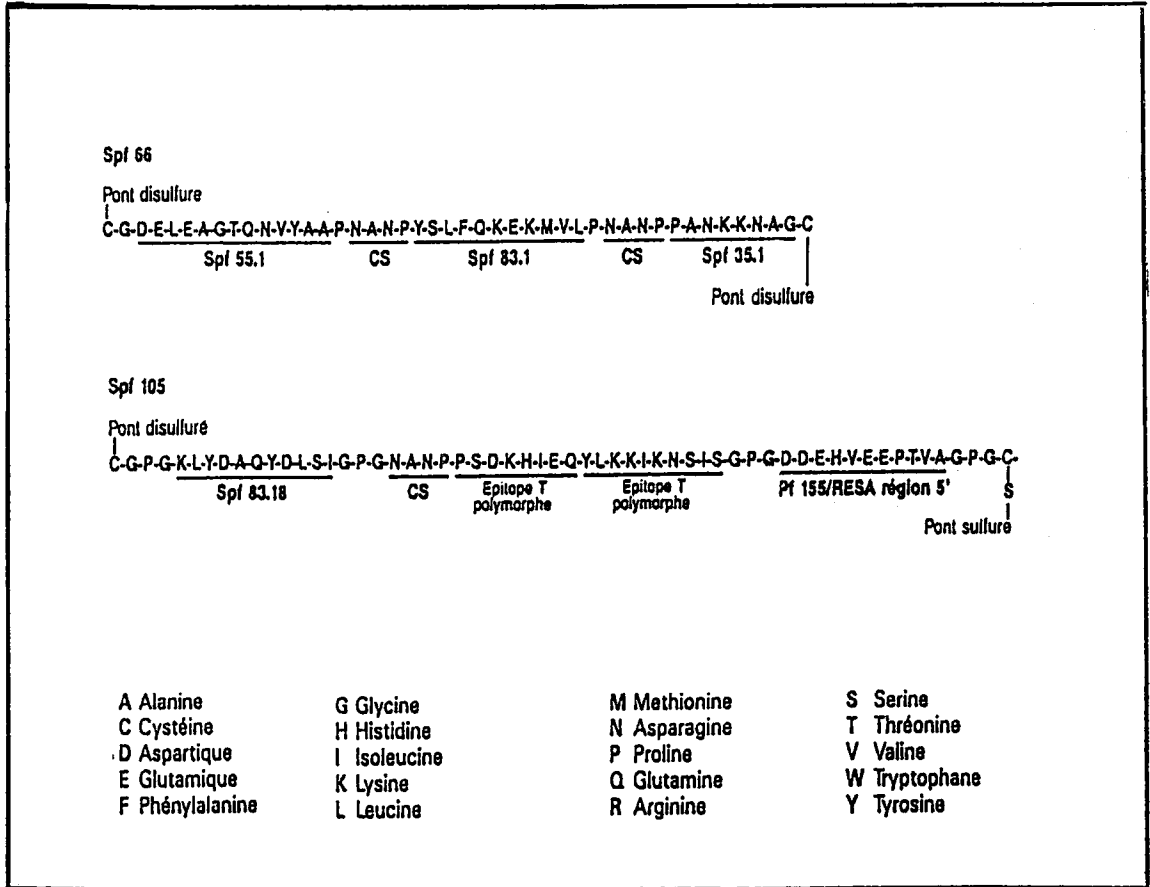 Spf 66
Pont disulfure
C-G-D-E-L-E-A-G-T-Q-N-V-Y-A-A-P-N-A-N-P-Y-S-L-F-Q-K-E-K-M-V-L-P-N-A-N-P-P-A-N-K-K-N-A-G-C
Spf 55.1 CS Spf 83.1 CS Spf 35.1
Pont disulfure
Spf 105
Pont disulfuré
C-G-P-G-K-L-Y-D-A-Q-Y-D-L-S-I-G-P-G-N-A-N-P-P-S-D-K-H-I-E-Q-Y-L-K-K-I-K-N-S-I-S-G-P-G-D-D-E-H-V-E-E-P-T-V-A-G-P-G-C-
Spf 83.18 CS Epitope T Epitope T Pf 155/RESA région 5' S
polymorphe polymorphe
Pont sulfure
A Alanine G Glycine M Methionine S Serine
C Cystéine H Histidine N Asparagine T Thréonine
D Aspartique I Isoleucine P Proline V Valine
E Glutamique K Lysine Q Glutamine W Tryptophane
F Phénylalanine L Leucine R Arginine Y Tyrosine